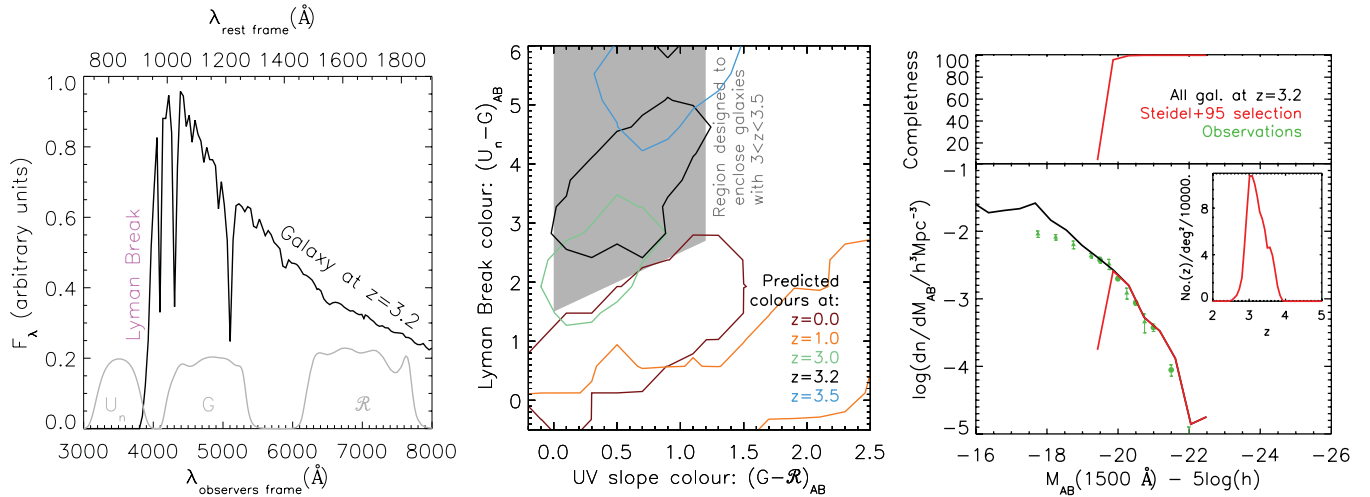 λrest frame(Å)
800 1000 1200 1400 1600 1800
1.0
0.8
0.6
0.4
0.2
0.0
Fλ (arbitrary units)
Lyman Break
Galaxy at z=3.2
Un
G
ℛ
3000 4000 5000 6000 7000 8000
λobservers frame(Å)
6
5
4
3
2
1
0
Lyman Break colour: (Un−G)AB
Region designed to
enclose galaxies
with 3<z<3.5
Predicted
colours at:
z=0.0
z=1.0
z=3.0
z=3.2
z=3.5
0.0 0.5 1.0 1.5 2.0 2.5
UV slope colour: (G−ℛ)AB
Completness
100
80
60
40
20
All gal. at z=3.2
Steidel+95 selection
Observations
−1
−2
−3
−4
−5
log(dn/dMAB/h³Mpc⁻³)
No.(z)/deg²/10000.
8
4
0
2 3 4 5
z
−16 −18 −20 −22 −24 −26
MAB(1500 Å) − 5log(h)